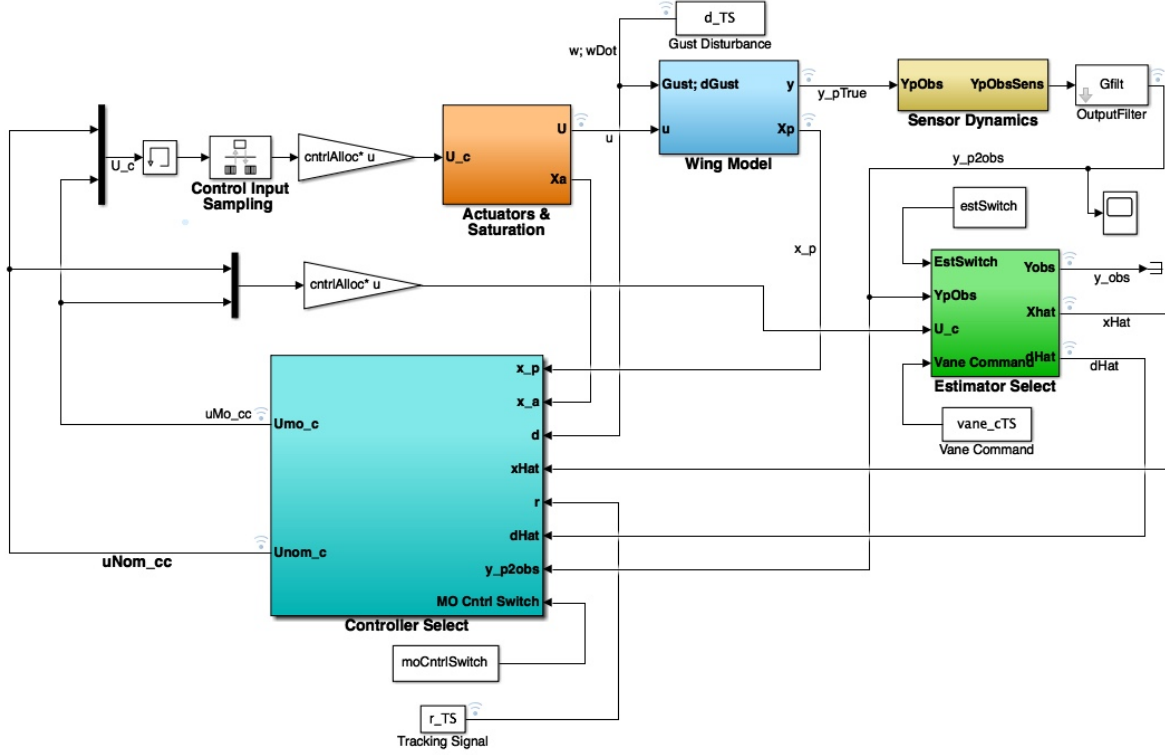 d_TS
Gust Disturbance
w; wDot
Gust; dGust
y
u
Xp
Wing Model
y_pTrue
YpObs
YpObsSens
Sensor Dynamics
Gfilt
OutputFilter
U_c
Control Input
Sampling
cntrlAlloc* u
U_c
U
Xa
Actuators &
Saturation
u
y_p2obs
x_p
estSwitch
cntrlAlloc* u
EstSwitch
YpObs
U_c
Vane Command
Yobs
Xhat
dHat
Estimator Select
y_obs
xHat
dHat
vane_cTS
Vane Command
uMo_cc
Umo_c
uNom_cc
Unom_c
x_p
x_a
d
xHat
r
dHat
y_p2obs
MO Cntrl Switch
Controller Select
moCntrlSwitch
r_TS
Tracking Signal